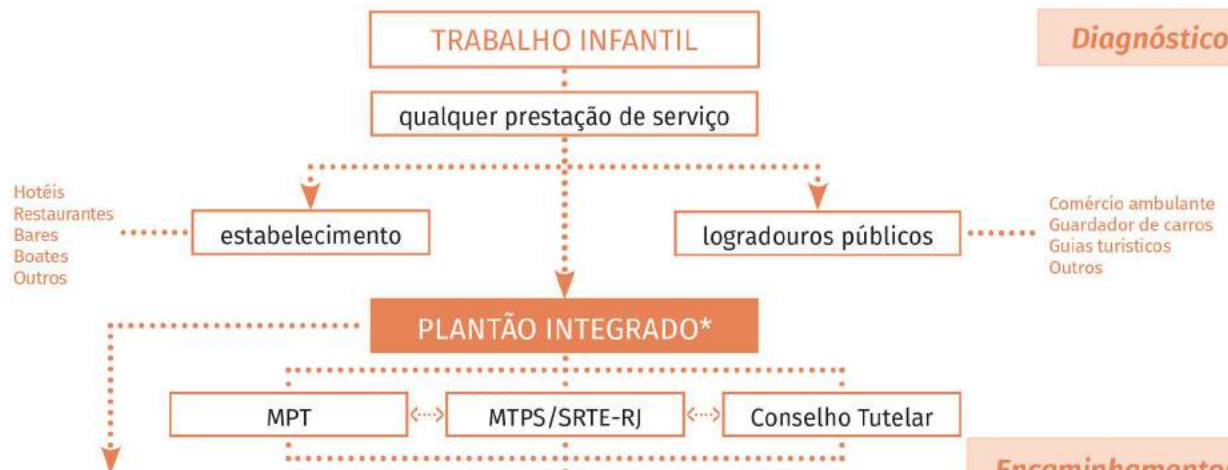 TRABALHO INFANTIL
Diagnóstico
qualquer prestação de serviço
Hotéis
Restaurantes
Bares
Boates
Outros
estabelecimento
logradouros públicos
Comércio ambulante
Guardador de carros
Guias turisticos
Outros
PLANTÃO INTEGRADO*
MPT
MTPS/SRTE-RJ
Conselho Tutelar